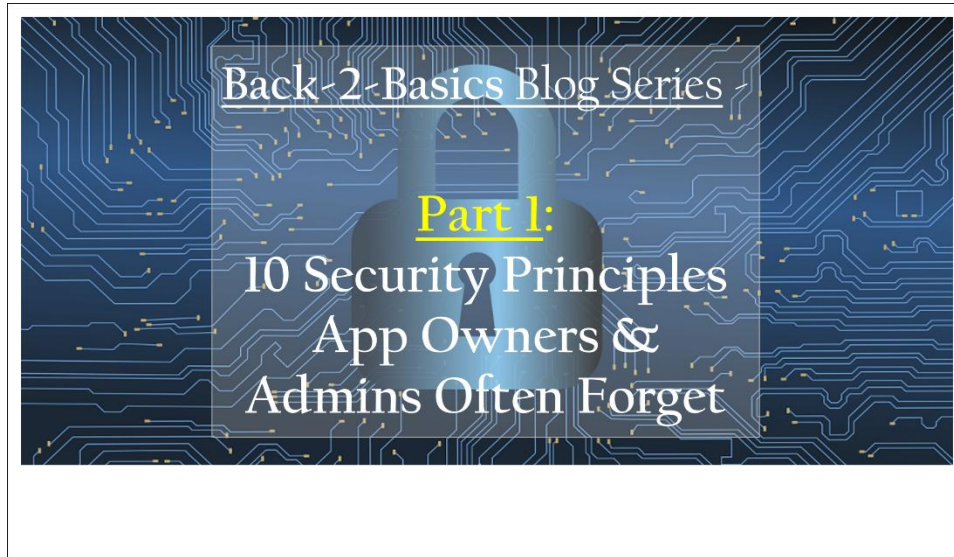 Back-2-Basics Blog Series -
Part 1:
10 Security Principles
App Owners &
Admins Often Forget